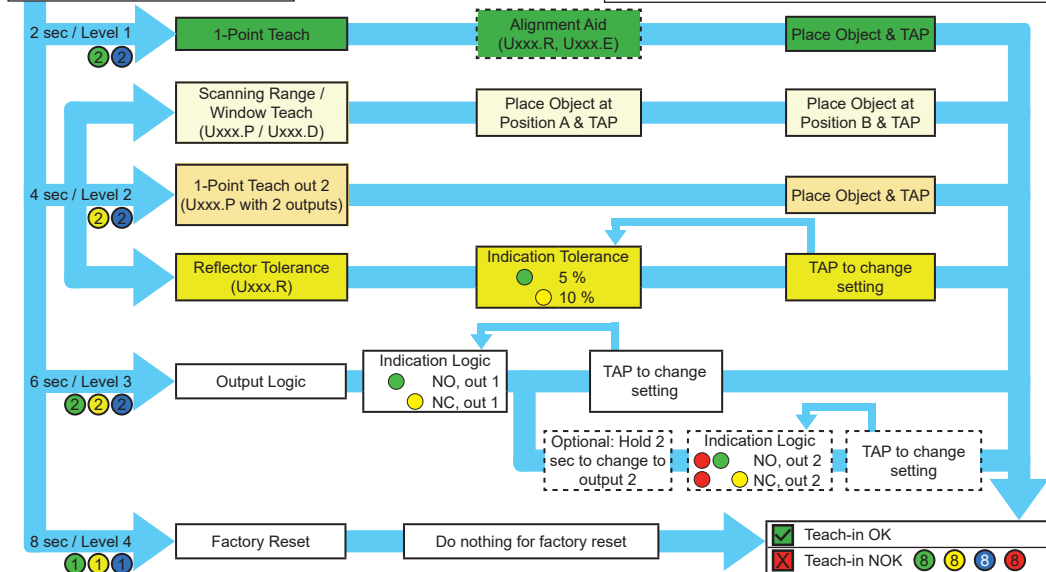 2 sec / Level 1
2 2
1-Point Teach
Alignment Aid
(Uxxx.R, Uxxx.E)
Place Object & TAP
Scanning Range /
Window Teach
(Uxxx.P / Uxxx.D)
Place Object at
Position A & TAP
Place Object at
Position B & TAP
4 sec / Level 2
2 2
1-Point Teach out 2
(Uxxx.P with 2 outputs)
Place Object & TAP
Reflector Tolerance
(Uxxx.R)
Indication Tolerance
5 %
10 %
TAP to change
setting
6 sec / Level 3
2 2 2
Output Logic
Indication Logic
NO, out 1
NC, out 1
TAP to change
setting
Optional: Hold 2
sec to change to
output 2
Indication Logic
NO, out 2
NC, out 2
TAP to change
setting
8 sec / Level 4
1 1 1
Factory Reset
Do nothing for factory reset
Teach-in OK
Teach-in NOK 8 8 8 8